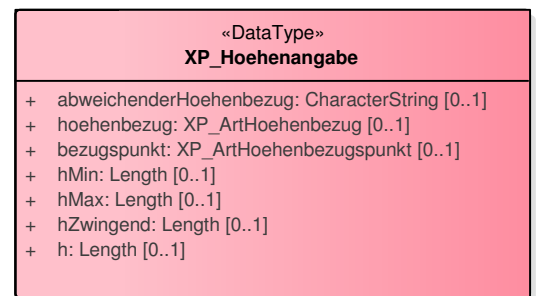 «DataType»
XP_Hoehenangabe
+ abweichenderHoehenbezug: CharacterString [0..1]
+ hoehenbezug: XP_ArtHoehenbezug [0..1]
+ bezugspunkt: XP_ArtHoehenbezugspunkt [0..1]
+ hMin: Length [0..1]
+ hMax: Length [0..1]
+ hZwingend: Length [0..1]
+ h: Length [0..1]